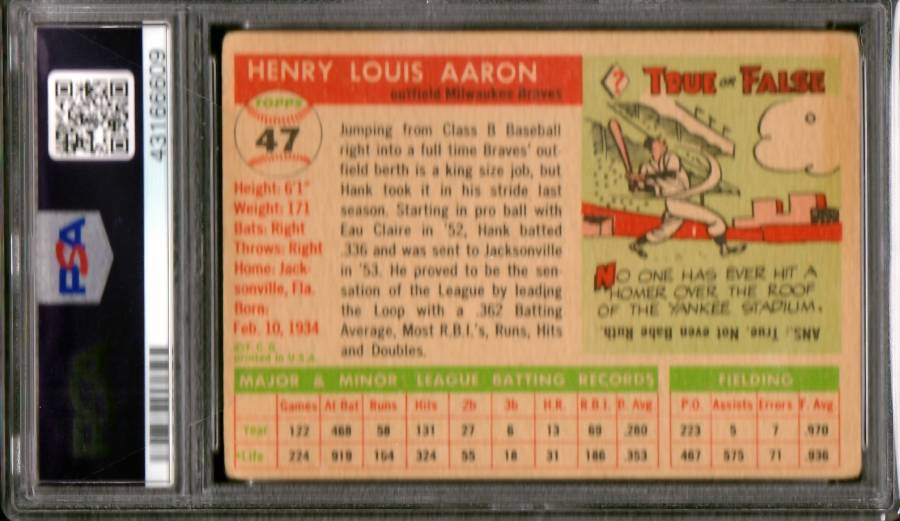 43166609
PSA
HENRY LOUIS AARON
outfield Milwaukee Braves
TOPPS
47
Height: 6'1"
Weight: 171
Bats: Right
Throws: Right
Home: Jack-
sonville, Fla.
Born:
Feb. 10, 1934
©T. C. G.
printed in U.S.A.
Jumping from Class B Baseball
right into a full time Braves' out-
field berth is a king size job, but
Hank took it in his stride last
season. Starting in pro ball with
Eau Claire in '52, Hank batted
.336 and was sent to Jacksonville
in '53. He proved to be the sen-
sation of the League by leading
the Loop with a .362 Batting
Average, Most R.B.I.'s, Runs, Hits
and Doubles.
? TRUE OR FALSE
NO ONE HAS EVER HIT A
HOMER OVER THE ROOF
OF THE YANKEE STADIUM.
ANS. True. Not even Babe Ruth.
MAJOR & MINOR LEAGUE BATTING RECORDS FIELDING
Games At Bat Runs Hits 2b 3b H.R. R.B.I. B. Avg P.O. Assists Errors F. Avg
Year 122 468 58 131 27 6 13 69 .280 223 5 7 .970
Life 224 919 324 55 18 31 .353 467 575 71 .936